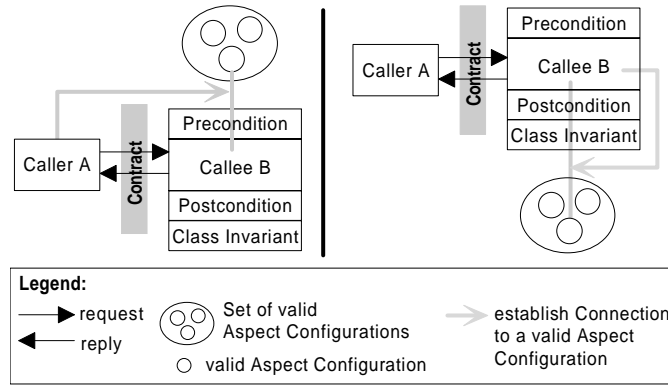 Caller A
Contract
Precondition
Callee B
Postcondition
Class Invariant
Caller A
Contract
Precondition
Callee B
Postcondition
Class Invariant
Legend:
request
reply
Set of valid
Aspect Configurations
valid Aspect Configuration
establish Connection
to a valid Aspect
Configuration